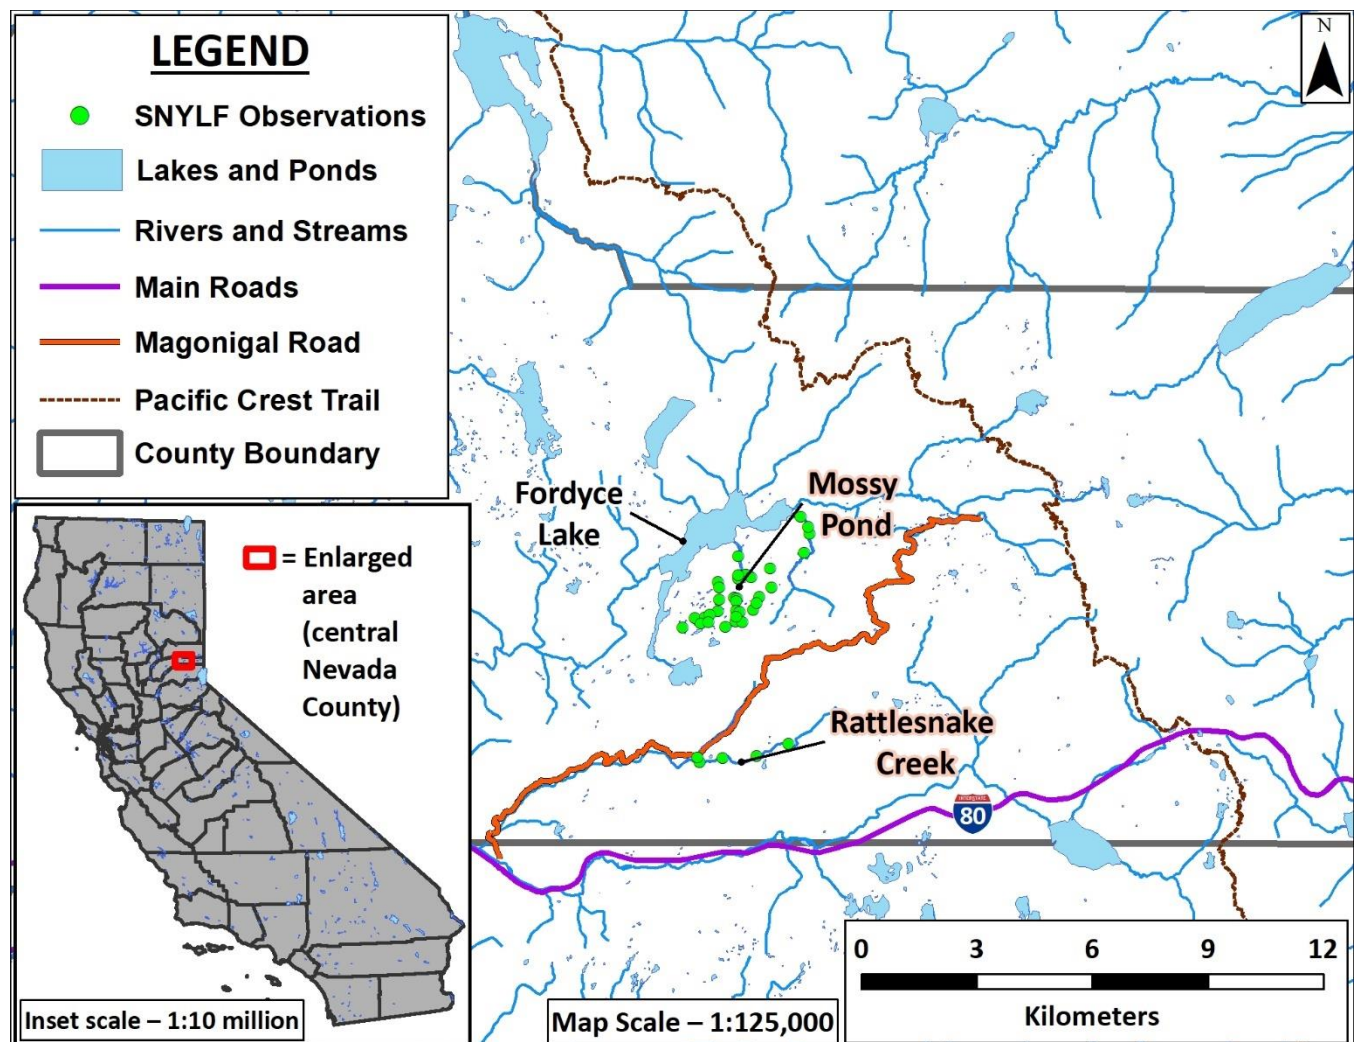 LEGEND
SNYLF Observations
Lakes and Ponds
Rivers and Streams
Main Roads
Magonigal Road
Pacific Crest Trail
County Boundary
= Enlarged
area
(central
Nevada
County)
Inset scale – 1:10 million
N
Fordyce
Lake
Mossy
Pond
Rattlesnake
Creek
INTERSTATE
80
Map Scale – 1:125,000
0 3 6 9 12
Kilometers